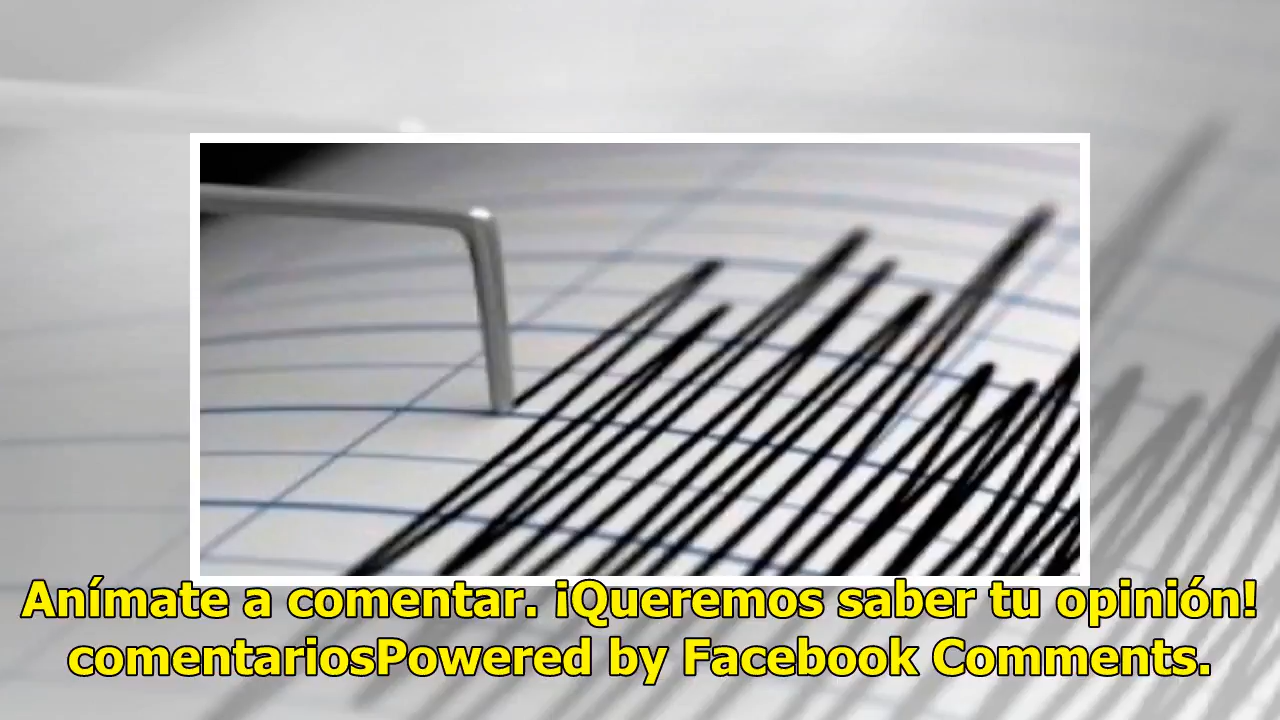 Anímate a comentar. ¡Queremos saber tu opinión!
comentariosPowered by Facebook Comments.